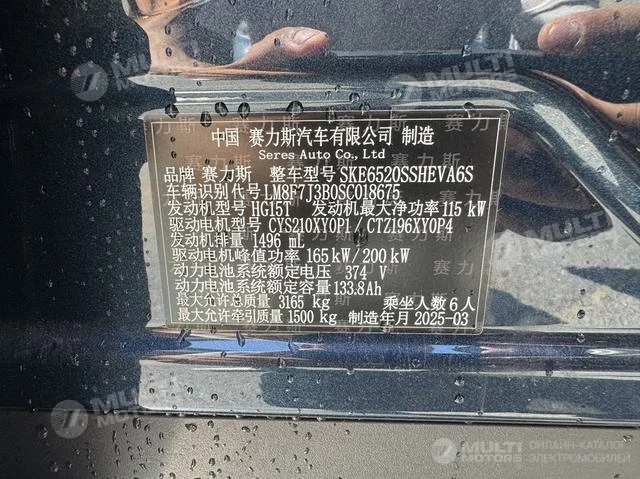 中国 赛力斯汽车有限公司 制造
Seres Auto Co., Ltd
品牌 赛力斯 整车型号 SKE6520SSHEVA6S
车辆识别代号 LM8F7J3B0SC018675
发动机型号 HG15T 发动机最大净功率 115 kW
驱动电机型号 CYS210XY0P1 / CTZ196XY0P4
发动机排量 1496 mL
驱动电机峰值功率 165 kW/ 200 kW
动力电池系统额定电压 374 V
动力电池系统额定容量 133.8Ah
最大允许总质量 3165 kg 乘坐人数 6 人
最大允许牵引质量 1500 kg 制造年月 2025-03
MULTI MOTORS
ОНЛАЙН-КАТАЛОГ
ЭЛЕКТРОМОБИЛЕЙ